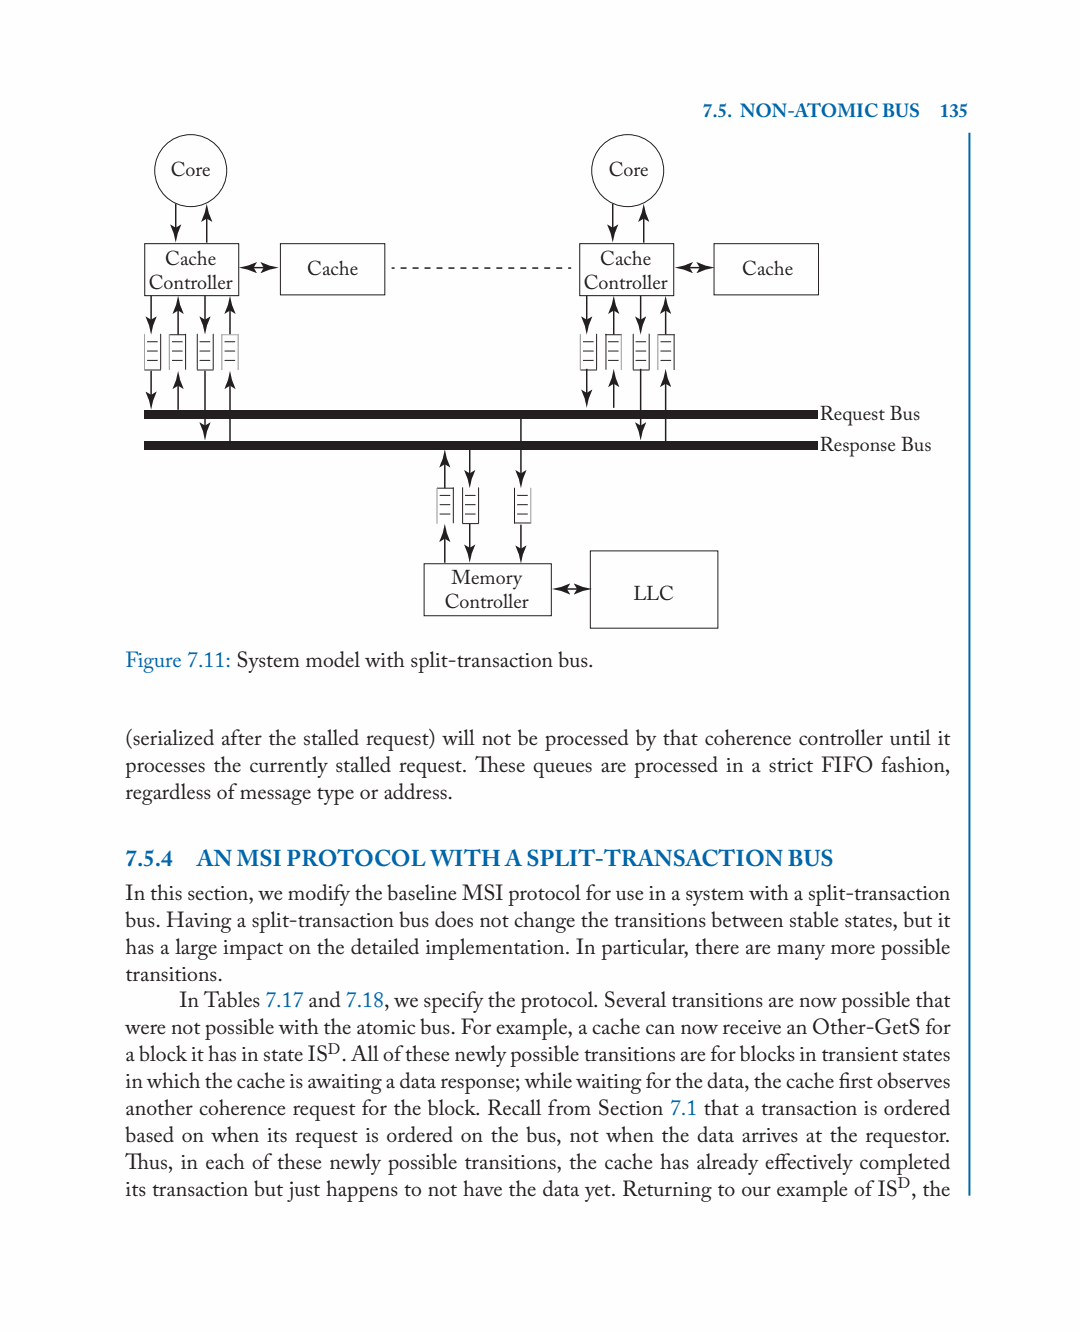 7.5. NON-ATOMIC BUS 135
Core
Core
Cache
Controller
Cache
Cache
Controller
Cache
Request Bus
Response Bus
Memory
Controller
LLC
Figure 7.11: System model with split-transaction bus.
(serialized after the stalled request) will not be processed by that coherence controller until it
processes the currently stalled request. These queues are processed in a strict FIFO fashion,
regardless of message type or address.
7.5.4 AN MSI PROTOCOL WITH A SPLIT-TRANSACTION BUS
In this section, we modify the baseline MSI protocol for use in a system with a split-transaction
bus. Having a split-transaction bus does not change the transitions between stable states, but it
has a large impact on the detailed implementation. In particular, there are many more possible
transitions.
In Tables 7.17 and 7.18, we specify the protocol. Several transitions are now possible that
were not possible with the atomic bus. For example, a cache can now receive an Other-GetS for
a block it has in state ISᴰ. All of these newly possible transitions are for blocks in transient states
in which the cache is awaiting a data response; while waiting for the data, the cache first observes
another coherence request for the block. Recall from Section 7.1 that a transaction is ordered
based on when its request is ordered on the bus, not when the data arrives at the requestor.
Thus, in each of these newly possible transitions, the cache has already effectively completed
its transaction but just happens to not have the data yet. Returning to our example of ISᴰ, the